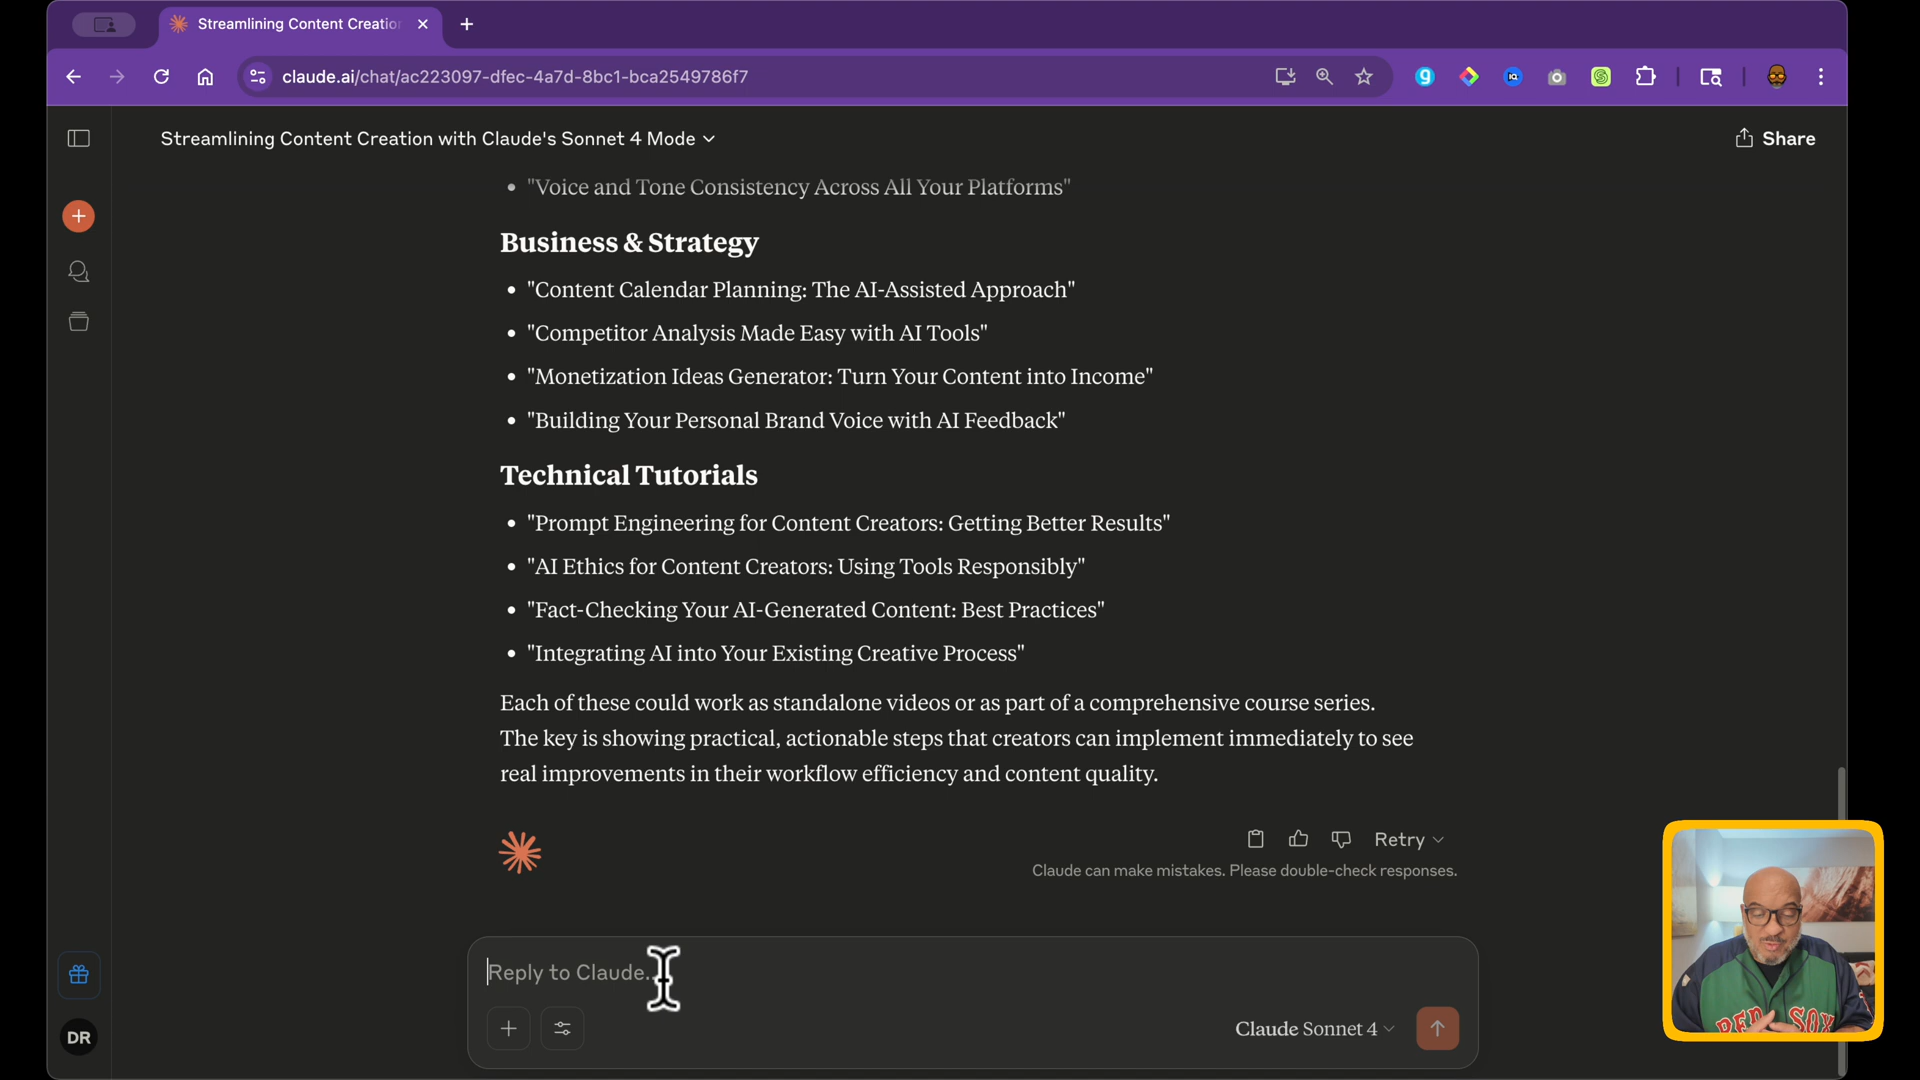 Streamlining Content Creatio
claude.ai/chat/ac223097-dfec-4a7d-8bc1-bca2549786f7
Streamlining Content Creation with Claude's Sonnet 4 Mode
Share
• "Voice and Tone Consistency Across All Your Platforms"
Business & Strategy
• "Content Calendar Planning: The AI-Assisted Approach"
• "Competitor Analysis Made Easy with AI Tools"
• "Monetization Ideas Generator: Turn Your Content into Income"
• "Building Your Personal Brand Voice with AI Feedback"
Technical Tutorials
• "Prompt Engineering for Content Creators: Getting Better Results"
• "AI Ethics for Content Creators: Using Tools Responsibly"
• "Fact-Checking Your AI-Generated Content: Best Practices"
• "Integrating AI into Your Existing Creative Process"
Each of these could work as standalone videos or as part of a comprehensive course series.
The key is showing practical, actionable steps that creators can implement immediately to see
real improvements in their workflow efficiency and content quality.
Retry
Claude can make mistakes. Please double-check responses.
Reply to Claude..
Claude Sonnet 4
DR
RED SOX